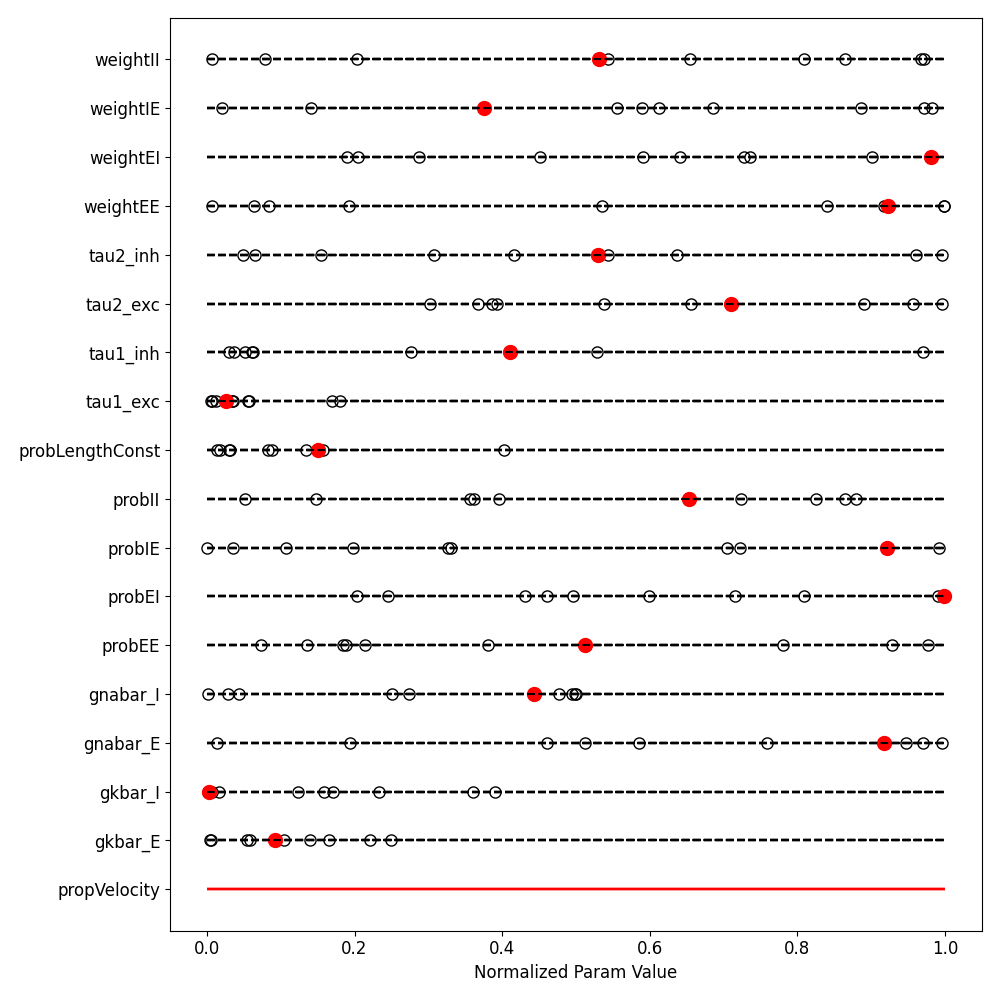 weightII
weightIE
weightEI
weightEE
tau2_inh
tau2_exc
tau1_inh
tau1_exc
probLengthConst
probII
probIE
probEI
probEE
gnabar_I
gnabar_E
gkbar_I
gkbar_E
propVelocity
0.0 0.2 0.4 0.6 0.8 1.0
Normalized Param Value